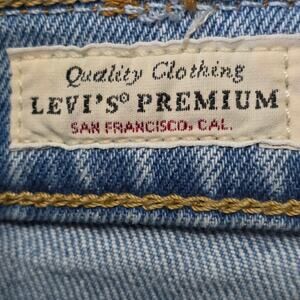 Quality Clothing
LEVI'S® PREMIUM
SAN FRANCISCO, CAL.